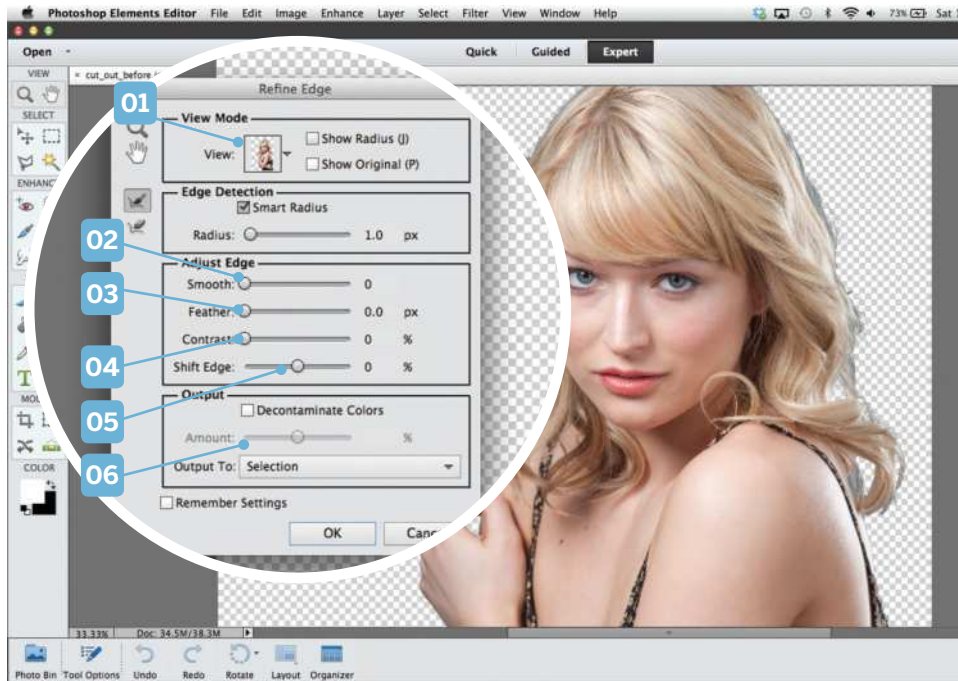 Photoshop Elements Editor File Edit Image Enhance Layer Select Filter View Window Help 73% Sat
Open Quick Guided Expert
VIEW × cut_out_before
Refine Edge
SELECT
01
View Mode
View: Show Radius (J)
Show Original (P)
Edge Detection
Smart Radius
Radius: 1.0 px
02
Adjust Edge
Smooth: 0
03
Feather: 0.0 px
Contrast: 0 %
04
Shift Edge: 0 %
Output
05
Decontaminate Colors
Amount: %
06
COLOR
Output To: Selection
Remember Settings
OK
33.33% Doc: 34.5M/38.3M
Photo Bin Tool Options Undo Redo Rotate Layout Organizer